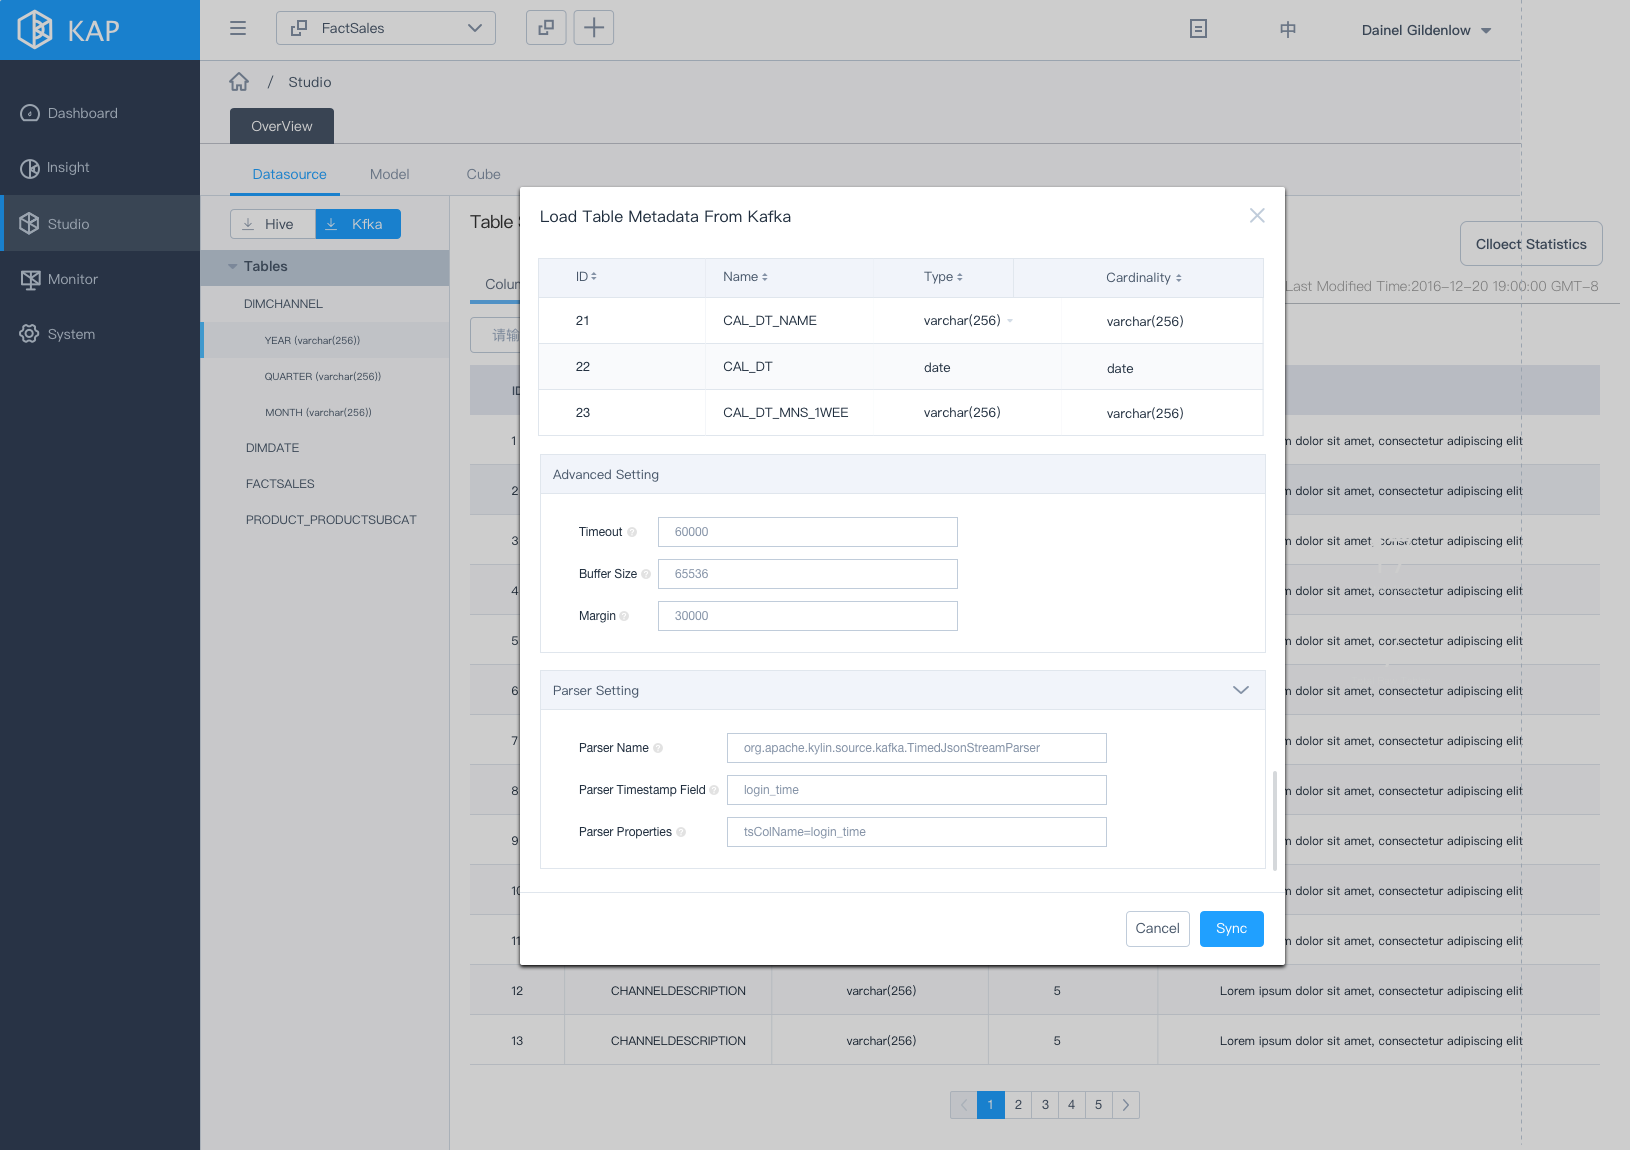 KAP
FactSales
中
Dainel Gildenlow
/ Studio
OverView
Dashboard
Insight
Studio
Monitor
System
Datasource Model Cube
Hive Kfka
Tables
DIMCHANNEL
YEAR (varchar(256))
QUARTER (varchar(256))
MONTH (varchar(256))
DIMDATE
FACTSALES
PRODUCT_PRODUCTSUBCAT
Table
Clloect Statistics
Last Modified Time:2016-12-20 19:00:00 GMT-8
请输
Load Table Metadata From Kafka
ID Name Type Cardinality
21 CAL_DT_NAME varchar(256) varchar(256)
22 CAL_DT date date
23 CAL_DT_MNS_1WEE varchar(256) varchar(256)
Advanced Setting
Timeout 60000
Buffer Size 65536
Margin 30000
Parser Setting
Parser Name org.apache.kylin.source.kafka.TimedJsonStreamParser
Parser Timestamp Field login_time
Parser Properties tsColName=login_time
Cancel Sync
1 dolor sit amet, consectetur adipiscing elit
2 dolor sit amet, consectetur adipiscing elit
3 dolor sit amet, consectetur adipiscing elit
4 dolor sit amet, consectetur adipiscing elit
5 dolor sit amet, consectetur adipiscing elit
6 dolor sit amet, consectetur adipiscing elit
7 dolor sit amet, consectetur adipiscing elit
8 dolor sit amet, consectetur adipiscing elit
9 dolor sit amet, consectetur adipiscing elit
10 dolor sit amet, consectetur adipiscing elit
11 dolor sit amet, consectetur adipiscing elit
12 CHANNELDESCRIPTION varchar(256) 5 Lorem ipsum dolor sit amet, consectetur adipiscing elit
13 CHANNELDESCRIPTION varchar(256) 5 Lorem ipsum dolor sit amet, consectetur adipiscing elit
1 2 3 4 5